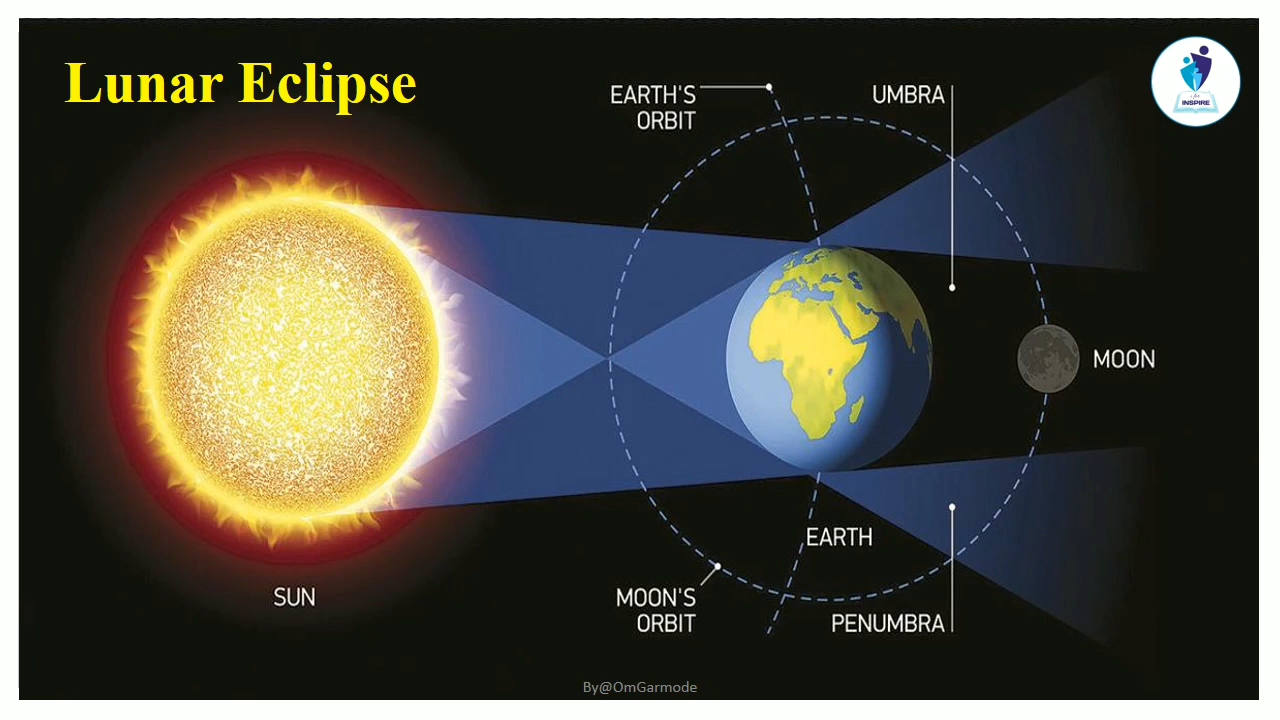 Lunar Eclipse
EARTH'S
ORBIT
UMBRA
INSPIRE
MOON
EARTH
SUN
MOON'S
ORBIT
PENUMBRA
By@OmGarmode